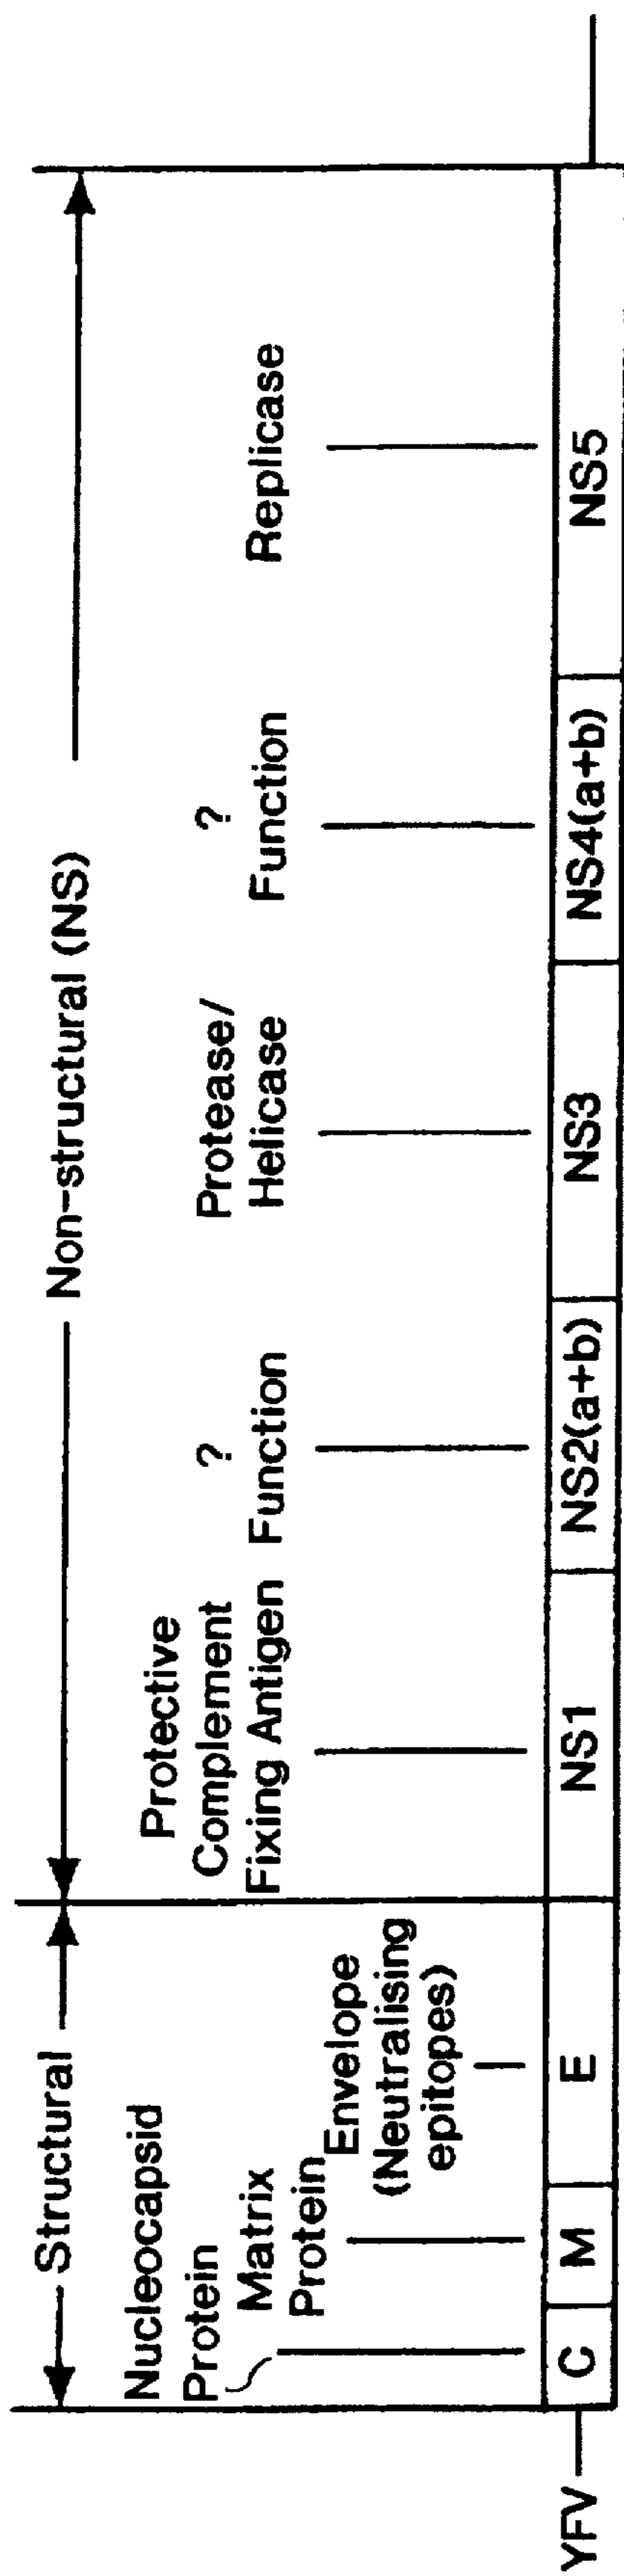 Structural
Non-structural (NS)
Nucleocapsid
Protein
Matrix
Protein
Envelope
(Neutralising
epitopes)
Protective
Complement
Fixing Antigen
?
Function
Protease/
Helicase
?
Function
Replicase
YFV
C
M
E
NS1
NS2(a+b)
NS3
NS4(a+b)
NS5